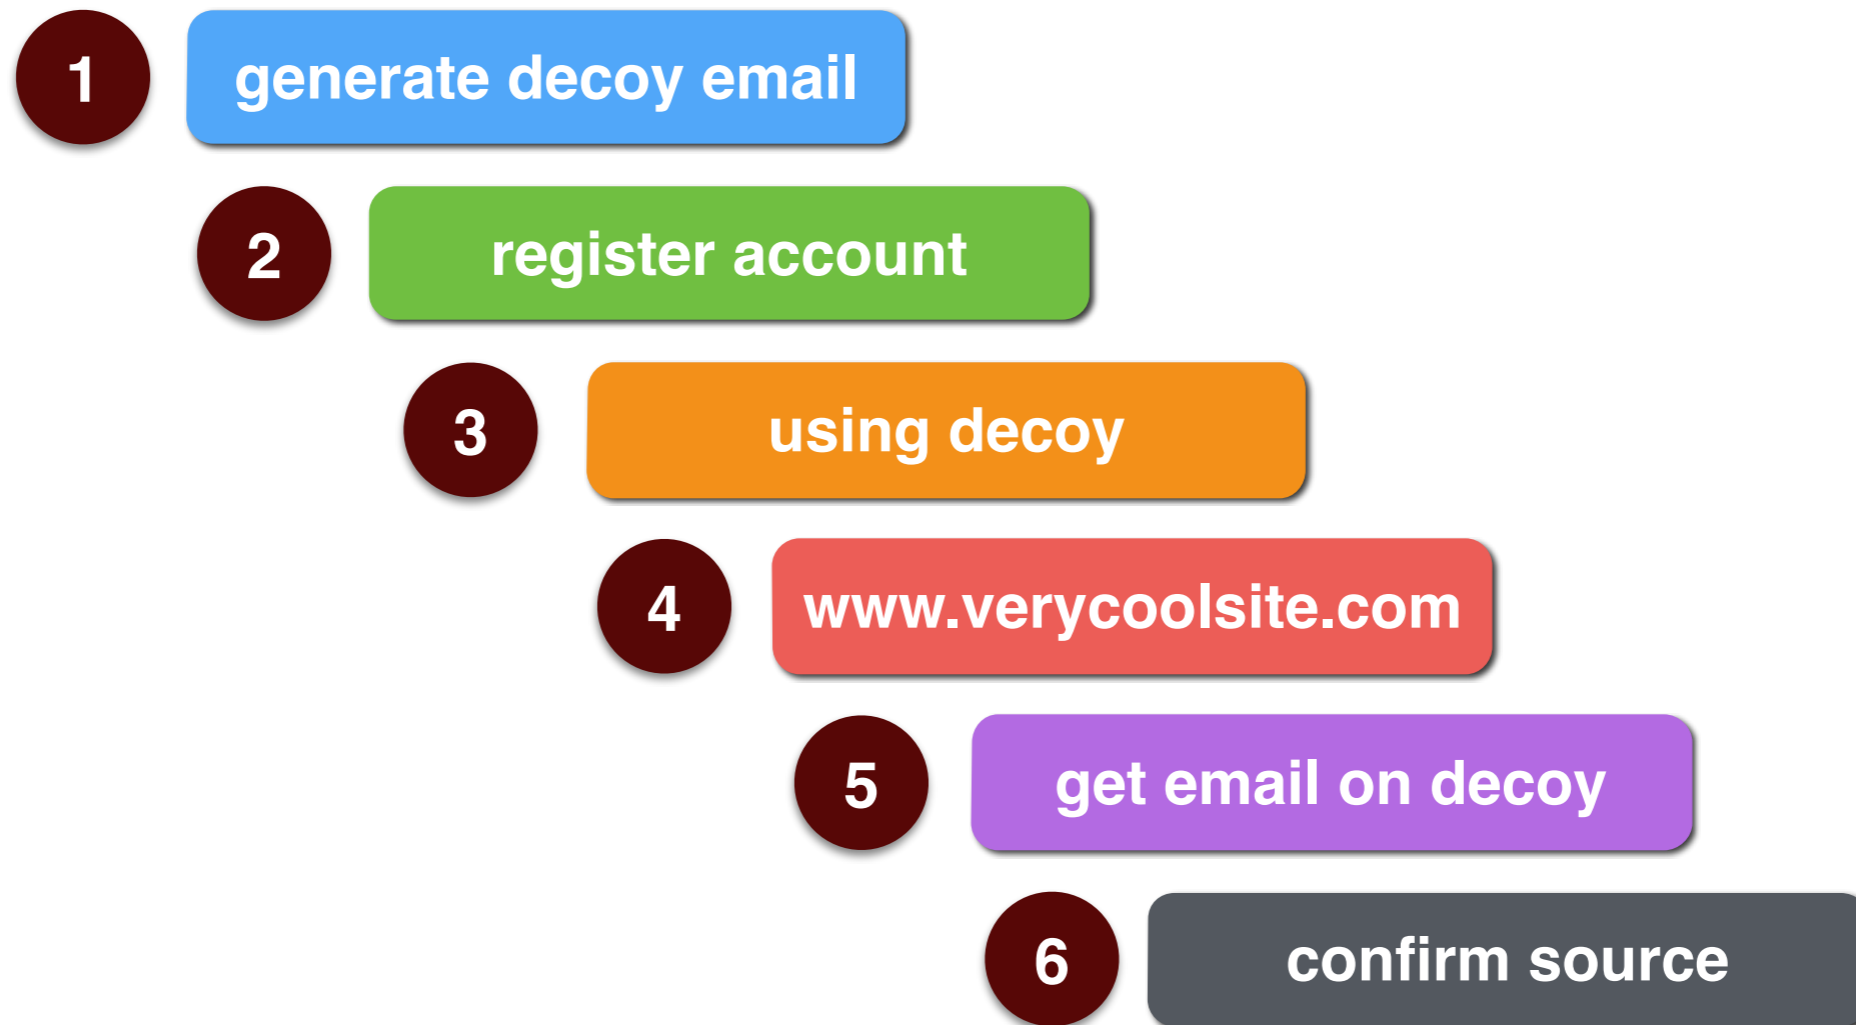 1 generate decoy email
2 register account
3 using decoy
4 www.verycoolsite.com
5 get email on decoy
6 confirm source